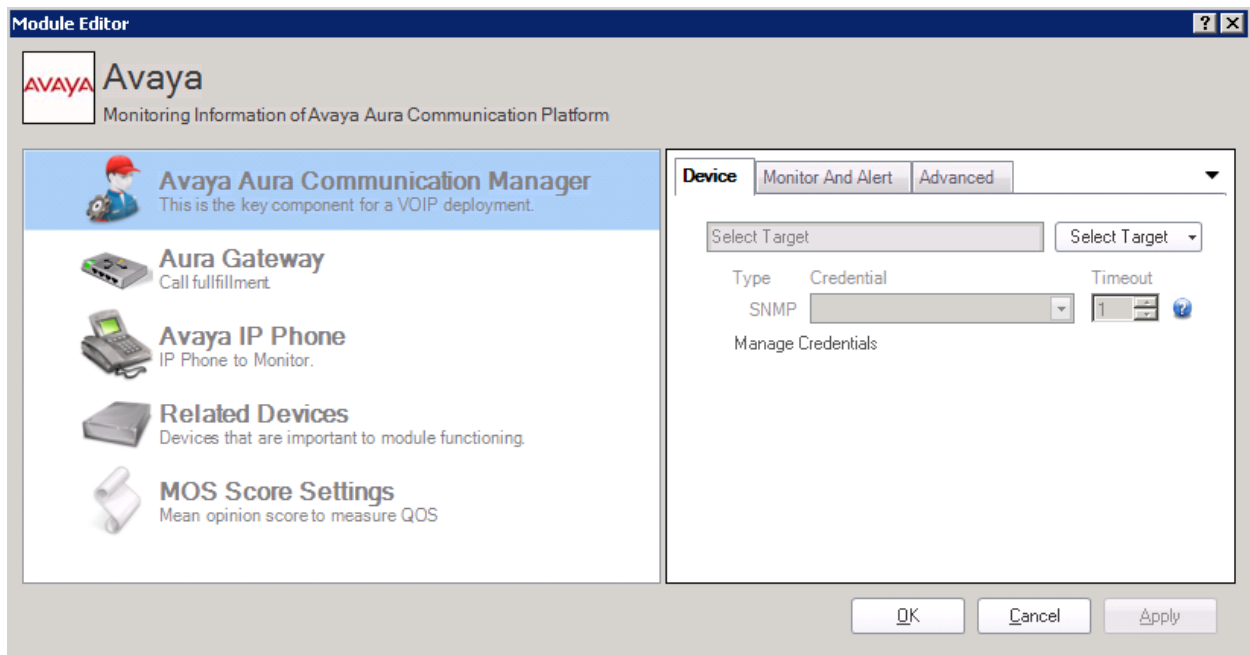 Module Editor
AVAYA
Avaya
Monitoring Information of Avaya Aura Communication Platform
Avaya Aura Communication Manager
This is the key component for a VOIP deployment.
Aura Gateway
Call fullfillment.
Avaya IP Phone
IP Phone to Monitor.
Related Devices
Devices that are important to module functioning.
MOS Score Settings
Mean opinion score to measure QOS
Device Monitor And Alert Advanced
Select Target Select Target
Type Credential Timeout
SNMP 1
Manage Credentials
OK Cancel Apply